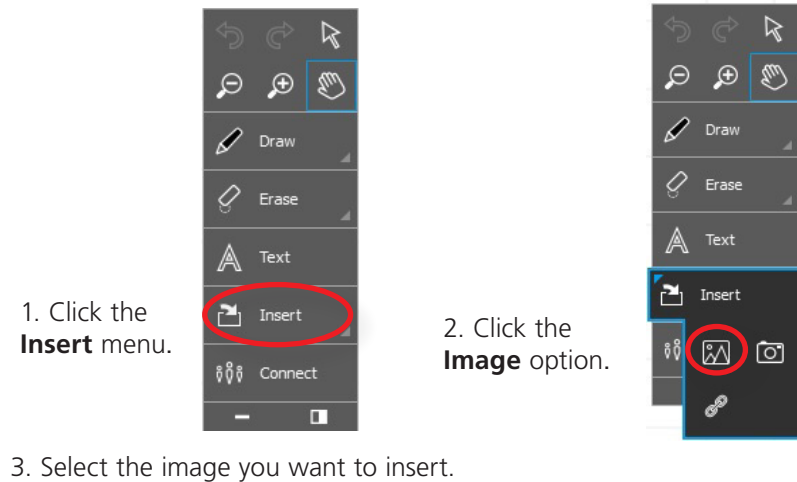 Draw
Erase
Text
Insert
Connect
1. Click the
Insert menu.
Draw
Erase
Text
Insert
2. Click the
Image option.
3. Select the image you want to insert.